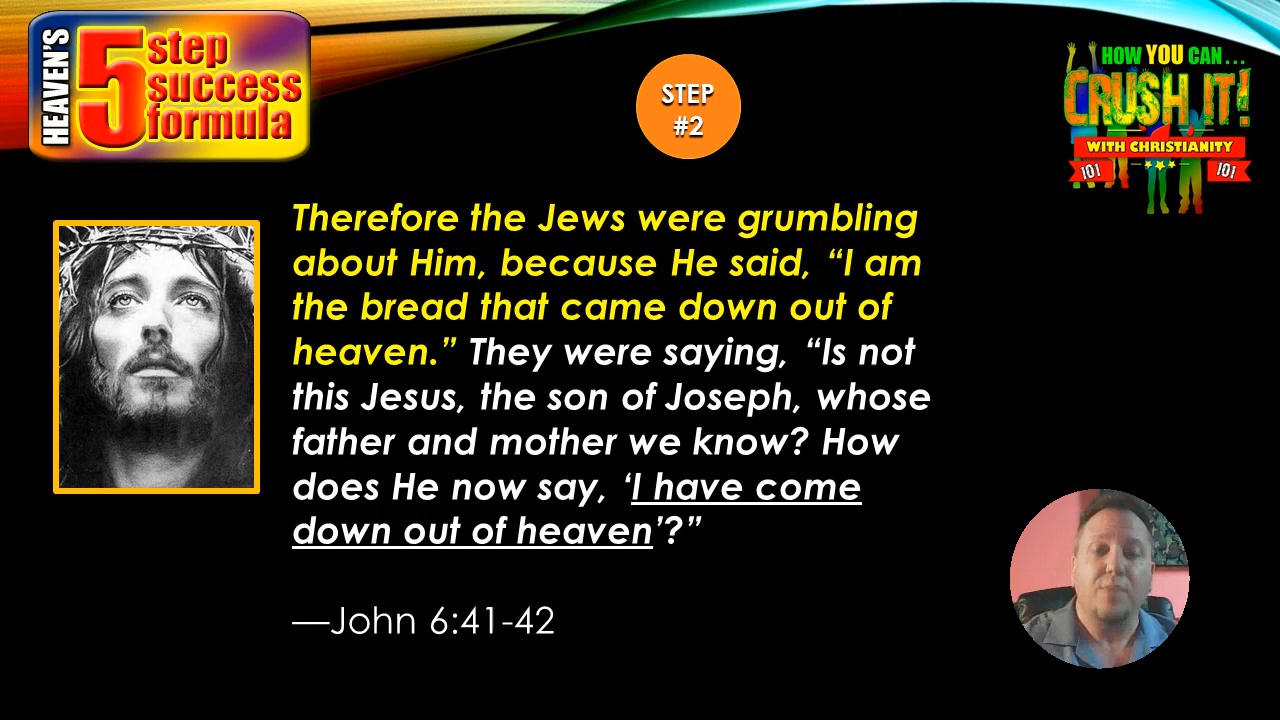 HEAVEN'S
5
step
success
formula
STEP
#2
HOW YOU CAN...
CRUSH IT!
WITH CHRISTIANITY
101 101
Therefore the Jews were grumbling
about Him, because He said, “I am
the bread that came down out of
heaven.” They were saying, “Is not
this Jesus, the son of Joseph, whose
father and mother we know? How
does He now say, ‘I have come
down out of heaven’?”
—John 6:41-42